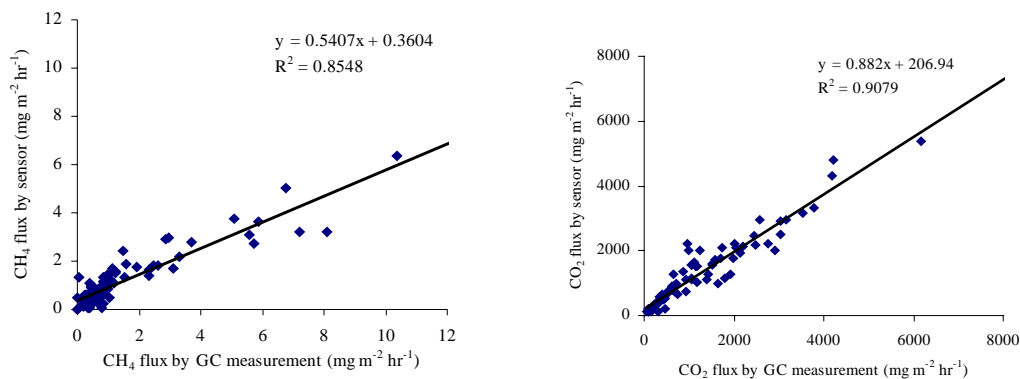 12
10
8
6
4
2
0
CH₄ flux by sensor (mg m⁻² hr⁻¹)
y = 0.5407x + 0.3604
R² = 0.8548
0 2 4 6 8 10 12
CH₄ flux by GC measurement (mg m⁻² hr⁻¹)
8000
6000
4000
2000
0
CO₂ flux by sensor (mg m⁻² hr⁻¹)
y = 0.882x + 206.94
R² = 0.9079
0 2000 4000 6000 8000
CO₂ flux by GC measurement (mg m⁻² hr⁻¹)